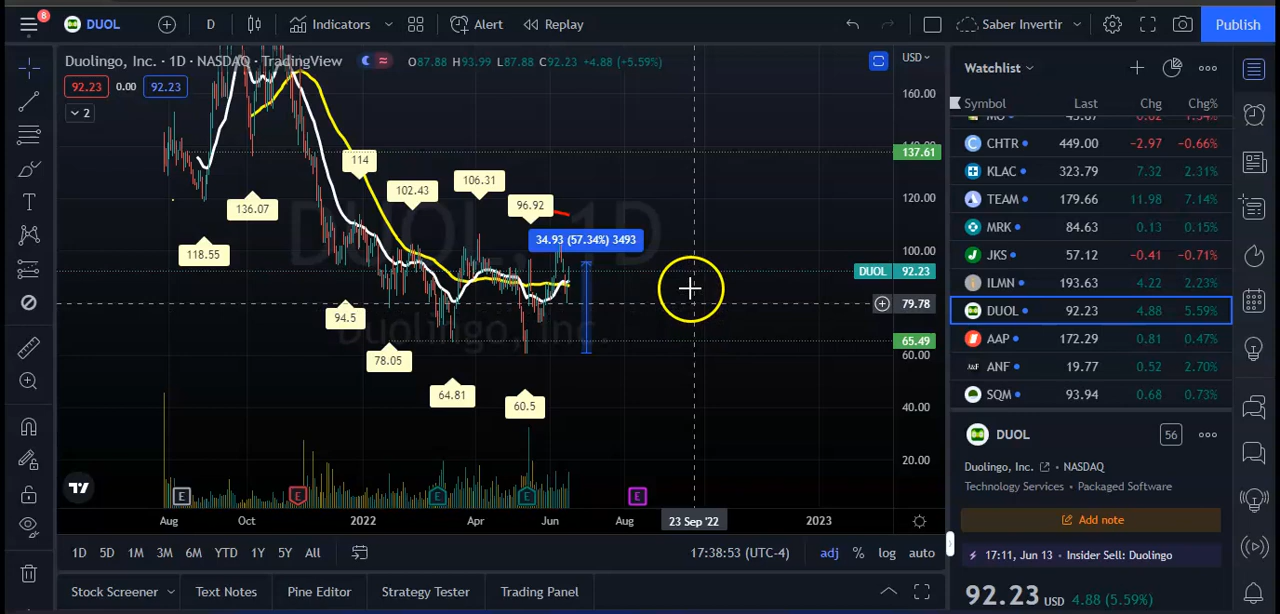 8
DUOL
D
Indicators
Alert
Replay
Saber Invertir
Publish
Duolingo, Inc. · 1D · NASDAQ · TradingView
O87.88 H93.99 L87.88 C92.23 +4.88 (+5.59%)
USD
92.23 0.00 92.23
2
160.00
137.61
120.00
100.00
DUOL 92.23
79.78
65.49
60.00
40.00
20.00
DUOL, 1D
Duolingo, Inc.
114
102.43
106.31
96.92
136.07
118.55
34.93 (57.34%) 3493
94.5
78.05
64.81
60.5
E
E
E
E
E
Aug
Oct
2022
Apr
Jun
Aug
23 Sep '22
2023
1D 5D 1M 3M 6M YTD 1Y 5Y All
17:38:53 (UTC-4)
adj % log auto
Stock Screener
Text Notes
Pine Editor
Strategy Tester
Trading Panel
Watchlist
Symbol Last Chg Chg%
CHTR 449.00 -2.97 -0.66%
KLAC 323.79 7.32 2.31%
TEAM 179.66 11.98 7.14%
MRK 84.63 0.13 0.15%
JKS 57.12 -0.41 -0.71%
ILMN 193.63 4.22 2.23%
DUOL 92.23 4.88 5.59%
AAP 172.29 0.81 0.47%
ANF 19.77 0.52 2.70%
SQM 93.94 0.68 0.73%
DUOL
56
Duolingo, Inc. · NASDAQ
Technology Services · Packaged Software
Add note
17:11, Jun 13 · Insider Sell: Duolingo
92.23 USD 4.88 (5.59%)